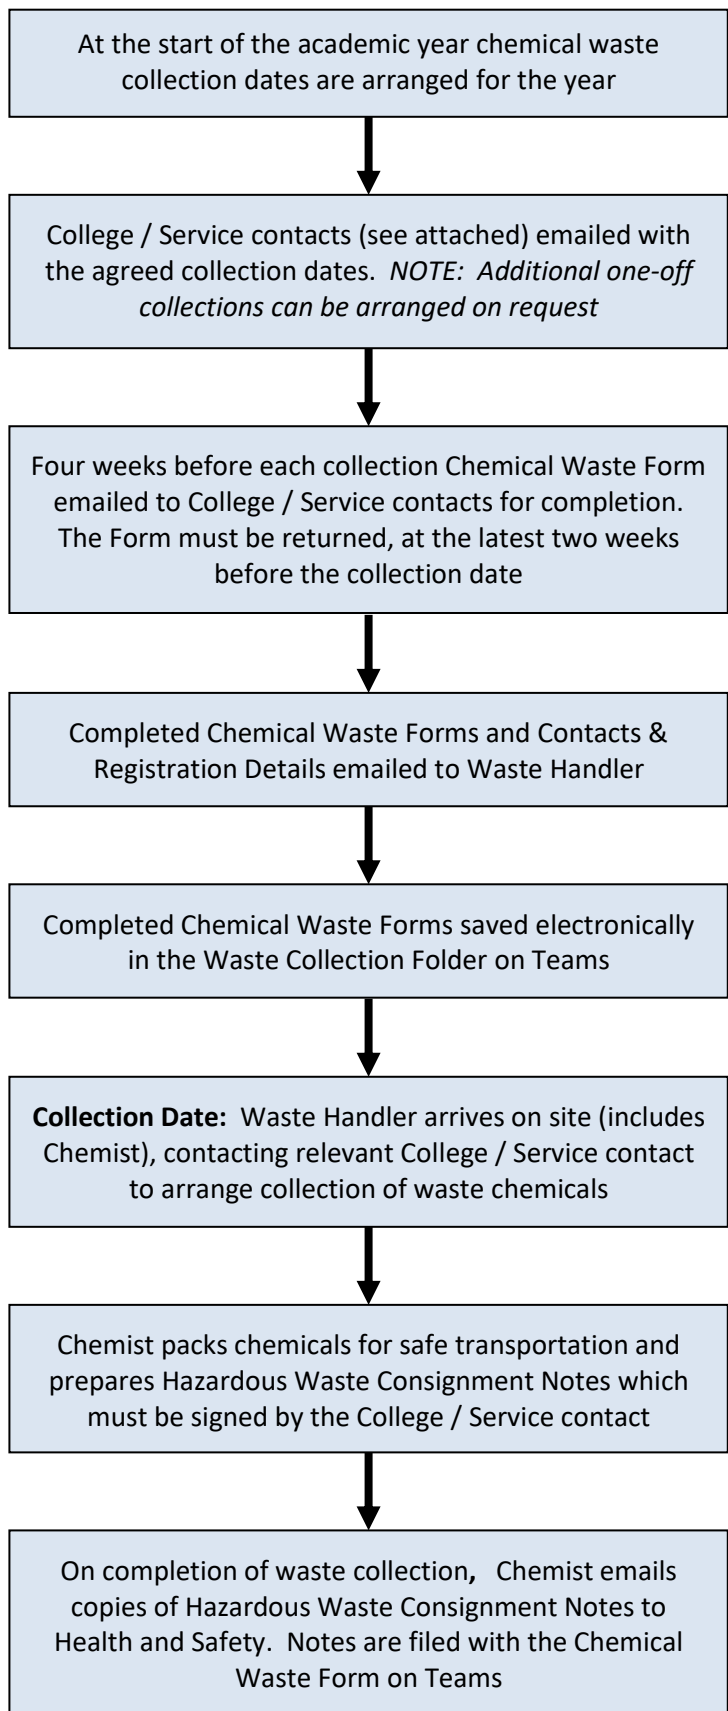 At the start of the academic year chemical waste
collection dates are arranged for the year
College / Service contacts (see attached) emailed with
the agreed collection dates.  NOTE:  Additional one-off
collections can be arranged on request
Four weeks before each collection Chemical Waste Form
emailed to College / Service contacts for completion.
The Form must be returned, at the latest two weeks
before the collection date
Completed Chemical Waste Forms and Contacts &
Registration Details emailed to Waste Handler
Completed Chemical Waste Forms saved electronically
in the Waste Collection Folder on Teams
Collection Date:  Waste Handler arrives on site (includes
Chemist), contacting relevant College / Service contact
to arrange collection of waste chemicals
Chemist packs chemicals for safe transportation and
prepares Hazardous Waste Consignment Notes which
must be signed by the College / Service contact
On completion of waste collection,   Chemist emails
copies of Hazardous Waste Consignment Notes to
Health and Safety.  Notes are filed with the Chemical
Waste Form on Teams